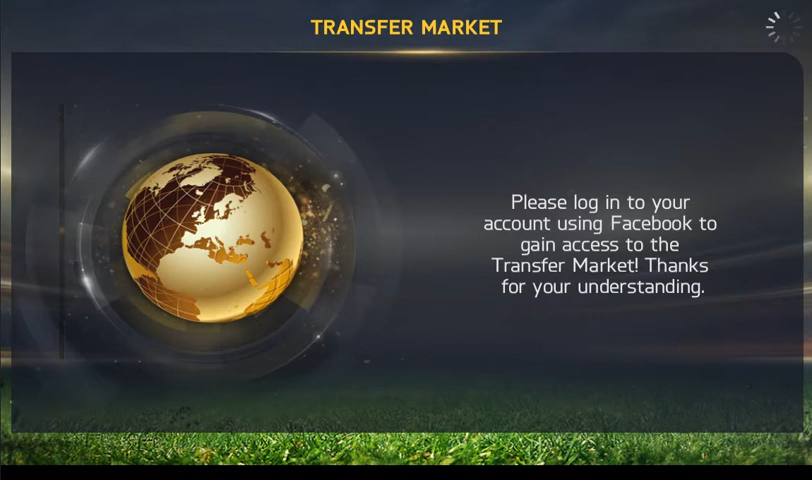 TRANSFER MARKET
Please log in to your
account using Facebook to
gain access to the
Transfer Market! Thanks
for your understanding.